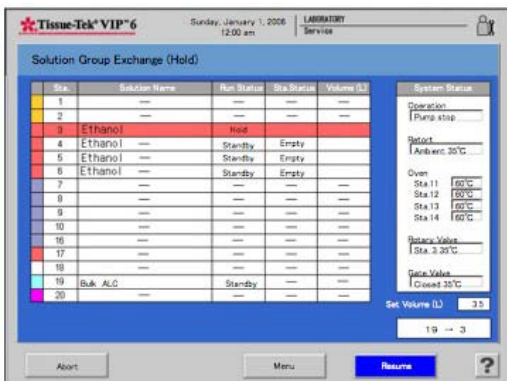 Tissue-Tek® VIP™6
Sunday, January 1, 2006
12:00 am
LABORATORY
Service
Solution Group Exchange (Hold)
Sta. Solution Name Run Status Sta.Status Volume (L)
1 — — — —
2 — — — —
3 Ethanol Hold
4 Ethanol — Standby Empty —
5 Ethanol — Standby Empty —
6 Ethanol — Standby Empty —
7 — — — —
8 — — — —
9 — — — —
10 — — — —
16 — — — —
17 — — — —
18 — — — —
19 Bulk ALC Standby — —
20 — — — —
System Status
Operation
Pump stop
Retort
Ambient 35°C
Oven
Sta.11 60°C
Sta.12 60°C
Sta.13 60°C
Sta.14 60°C
Rotary Valve
Sta. 3 35°C
Gate Valve
Closed 35°C
Set Volume (L) 3.5
19 → 3
Abort
Menu
Resume
?